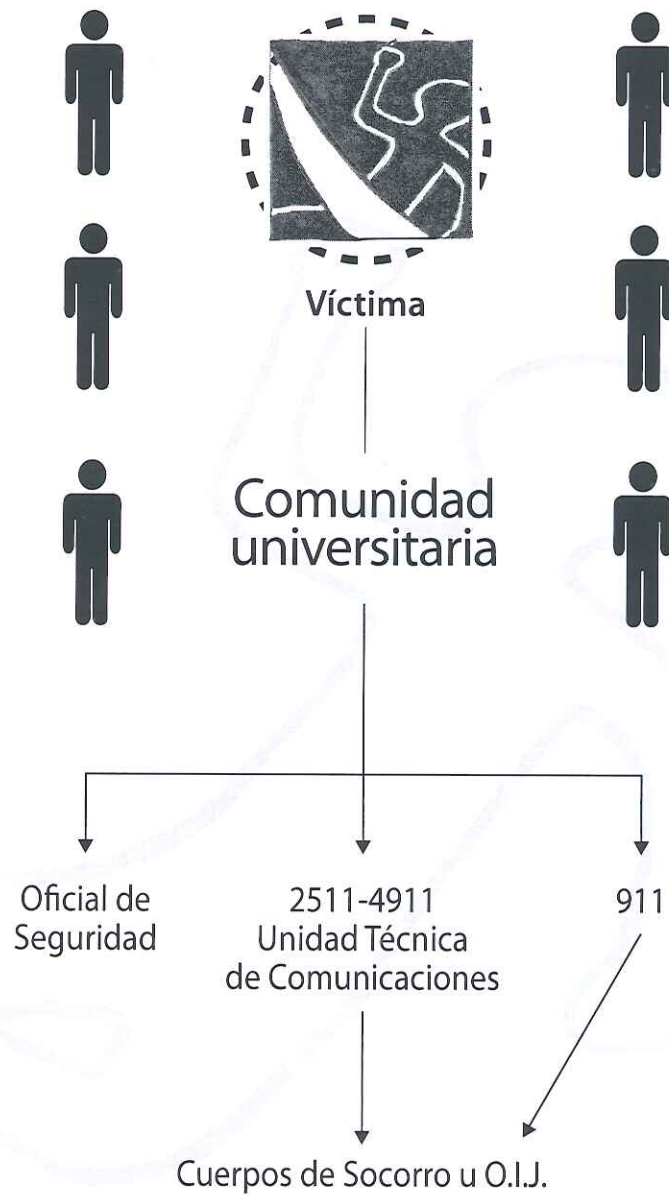 Víctima
Comunidad
universitaria
Oficial de
Seguridad
2511-4911
Unidad Técnica
de Comunicaciones
911
Cuerpos de Socorro u O.I.J.